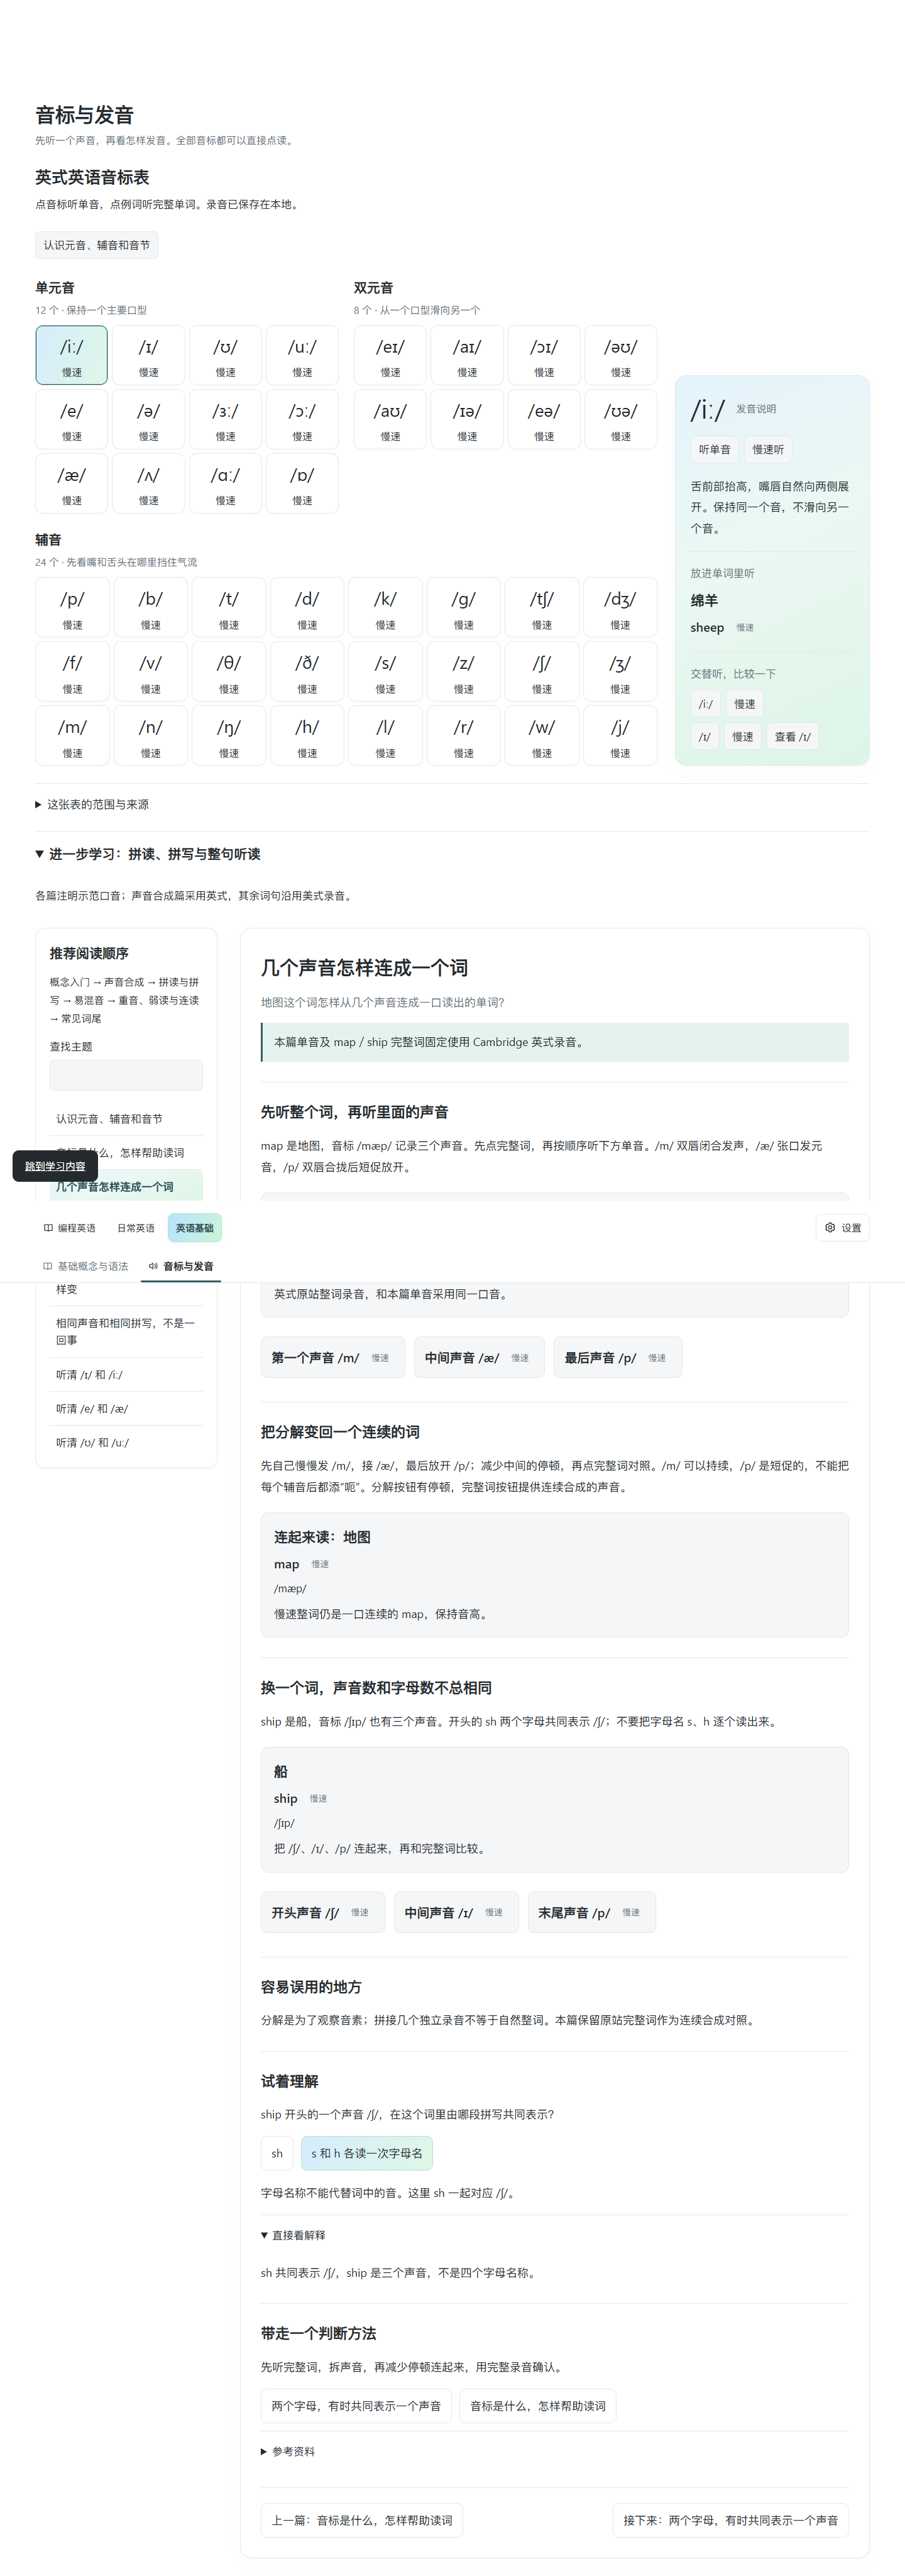 音标与发音
先听一个声音，再看怎样发音。全部音标都可以直接点读。
英式英语音标表
点音标听单音，点例词听完整单词。录音已保存在本地。
认识元音、辅音和音节
单元音
12 个 · 保持一个主要口型
/iː/ /ɪ/ /ʊ/ /uː/
慢速 慢速 慢速 慢速
/e/ /ə/ /ɜː/ /ɔː/
慢速 慢速 慢速 慢速
/æ/ /ʌ/ /ɑː/ /ɒ/
慢速 慢速 慢速 慢速
双元音
8 个 · 从一个口型滑向另一个
/eɪ/ /aɪ/ /ɔɪ/ /əʊ/
慢速 慢速 慢速 慢速
/aʊ/ /ɪə/ /eə/ /ʊə/
慢速 慢速 慢速 慢速
辅音
24 个 · 先看嘴和舌头在哪里挡住气流
/p/ /b/ /t/ /d/ /k/ /g/ /tʃ/ /dʒ/
慢速 慢速 慢速 慢速 慢速 慢速 慢速 慢速
/f/ /v/ /θ/ /ð/ /s/ /z/ /ʃ/ /ʒ/
慢速 慢速 慢速 慢速 慢速 慢速 慢速 慢速
/m/ /n/ /ŋ/ /h/ /l/ /r/ /w/ /j/
慢速 慢速 慢速 慢速 慢速 慢速 慢速 慢速
/iː/ 发音说明
听单音 慢速听
舌前部抬高，嘴唇自然向两侧展
开。保持同一个音，不滑向另一
个音。
放进单词里听
绵羊
sheep 慢速
交替听，比较一下
/iː/ 慢速
/ɪ/ 慢速 查看 /ɪ/
▶ 这张表的范围与来源
▼ 进一步学习：拼读、拼写与整句听读
各篇注明示范口音；声音合成篇采用英式，其余词句沿用美式录音。
推荐阅读顺序
概念入门 → 声音合成 → 拼读与拼
写 → 易混音 → 重音、弱读与连读
→ 常见词尾
查找主题
认识元音、辅音和音节
么，怎样帮助读词
跳到学习内容
几个声音怎样连成一个词
几个声音怎样连成一个词
地图这个词怎样从几个声音连成一口读出的单词？
本篇单音及 map / ship 完整词固定使用 Cambridge 英式录音。
先听整个词，再听里面的声音
map 是地图，音标 /mæp/ 记录三个声音。先点完整词，再按顺序听下方单音。/m/ 双唇闭合发声，/æ/ 张口发元
音，/p/ 双唇合拢后短促放开。
编程英语 日常英语 英语基础 设置
基础概念与语法 音标与发音
样变
相同声音和相同拼写，不是一
回事
听清 /ɪ/ 和 /iː/
听清 /e/ 和 /æ/
听清 /ʊ/ 和 /uː/
英式原站整词录音，和本篇单音采用同一口音。
第一个声音 /m/ 慢速 中间声音 /æ/ 慢速 最后声音 /p/ 慢速
把分解变回一个连续的词
先自己慢慢发 /m/，接 /æ/，最后放开 /p/；减少中间的停顿，再点完整词对照。/m/ 可以持续，/p/ 是短促的，不能把
每个辅音后都添“呃”。分解按钮有停顿，完整词按钮提供连续合成的声音。
连起来读：地图
map 慢速
/mæp/
慢速整词仍是一口连续的 map，保持音高。
换一个词，声音数和字母数不总相同
ship 是船，音标 /ʃɪp/ 也有三个声音。开头的 sh 两个字母共同表示 /ʃ/；不要把字母名 s、h 逐个读出来。
船
ship 慢速
/ʃɪp/
把 /ʃ/、/ɪ/、/p/ 连起来，再和完整词比较。
开头声音 /ʃ/ 慢速 中间声音 /ɪ/ 慢速 末尾声音 /p/ 慢速
容易误用的地方
分解是为了观察音素；拼接几个独立录音不等于自然整词。本篇保留原站完整词作为连续合成对照。
试着理解
ship 开头的一个声音 /ʃ/，在这个词里由哪段拼写共同表示？
sh s 和 h 各读一次字母名
字母名称不能代替词中的音。这里 sh 一起对应 /ʃ/。
▼ 直接看解释
sh 共同表示 /ʃ/，ship 是三个声音，不是四个字母名称。
带走一个判断方法
先听完整词，拆声音，再减少停顿连起来，用完整录音确认。
两个字母，有时共同表示一个声音 音标是什么，怎样帮助读词
▶ 参考资料
上一篇：音标是什么，怎样帮助读词 接下来：两个字母，有时共同表示一个声音